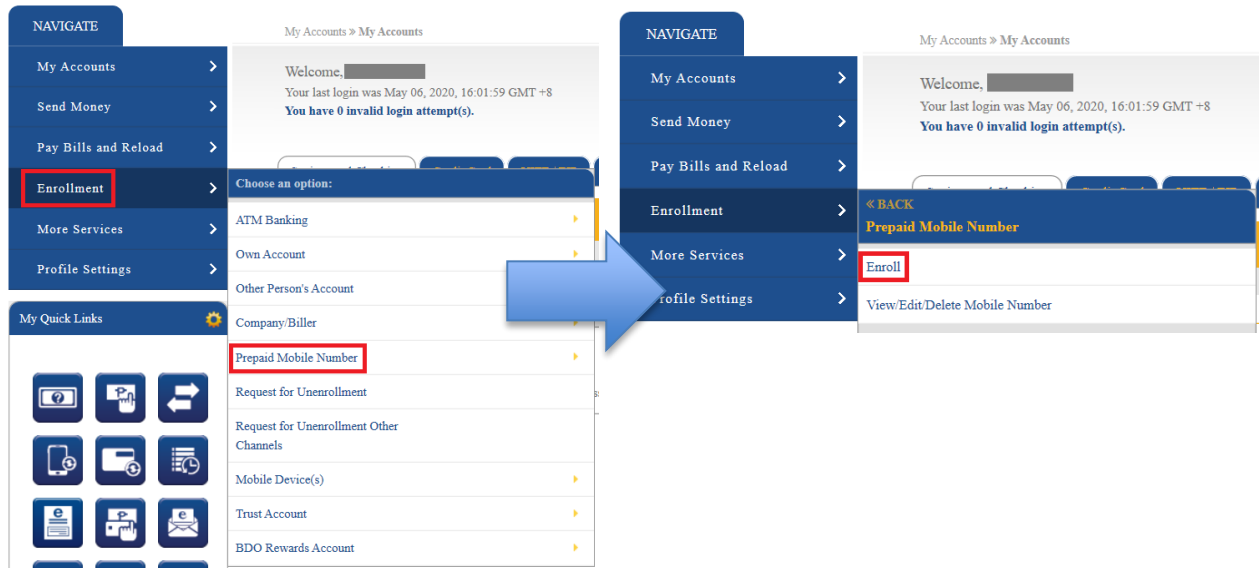 NAVIGATE
My Accounts » My Accounts
My Accounts
Welcome,
Your last login was May 06, 2020, 16:01:59 GMT +8
You have 0 invalid login attempt(s).
Send Money
Pay Bills and Reload
Enrollment
More Services
Profile Settings
Choose an option:
ATM Banking
Own Account
Other Person's Account
Company/Biller
Prepaid Mobile Number
Request for Unenrollment
Request for Unenrollment Other
Channels
Mobile Device(s)
Trust Account
BDO Rewards Account
My Quick Links
NAVIGATE
My Accounts » My Accounts
My Accounts
Welcome,
Your last login was May 06, 2020, 16:01:59 GMT +8
You have 0 invalid login attempt(s).
Send Money
Pay Bills and Reload
Enrollment
More Services
Profile Settings
« BACK
Prepaid Mobile Number
Enroll
View/Edit/Delete Mobile Number